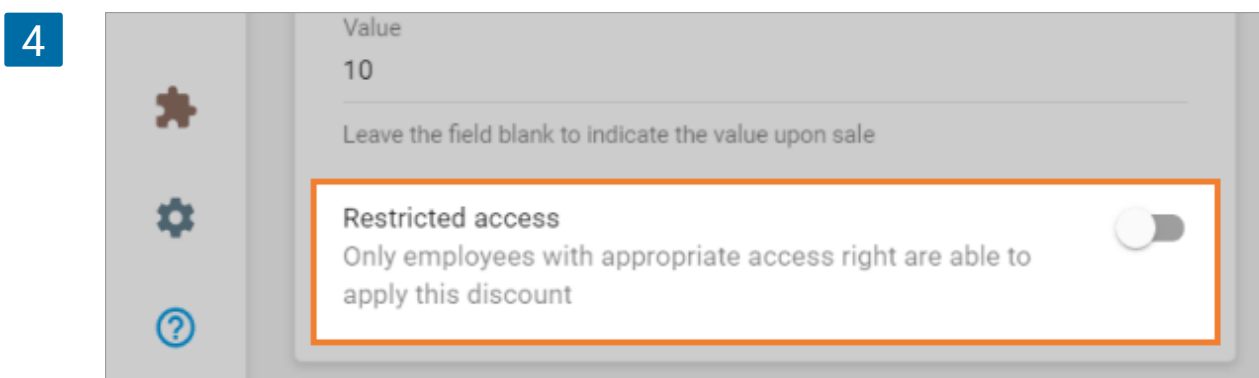 4
Value
10
Leave the field blank to indicate the value upon sale
Restricted access
Only employees with appropriate access right are able to
apply this discount
?